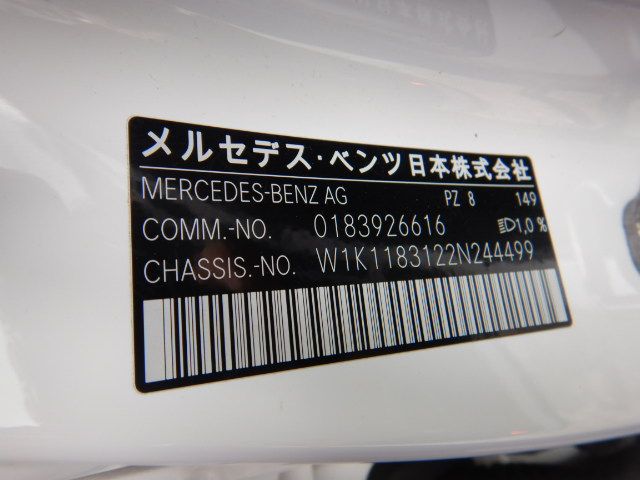 メルセデス・ベンツ日本株式会社
MERCEDES-BENZ AG PZ 8 149
COMM.-NO. 0183926616 1,0 %
CHASSIS.-NO. W1K1183122N244499